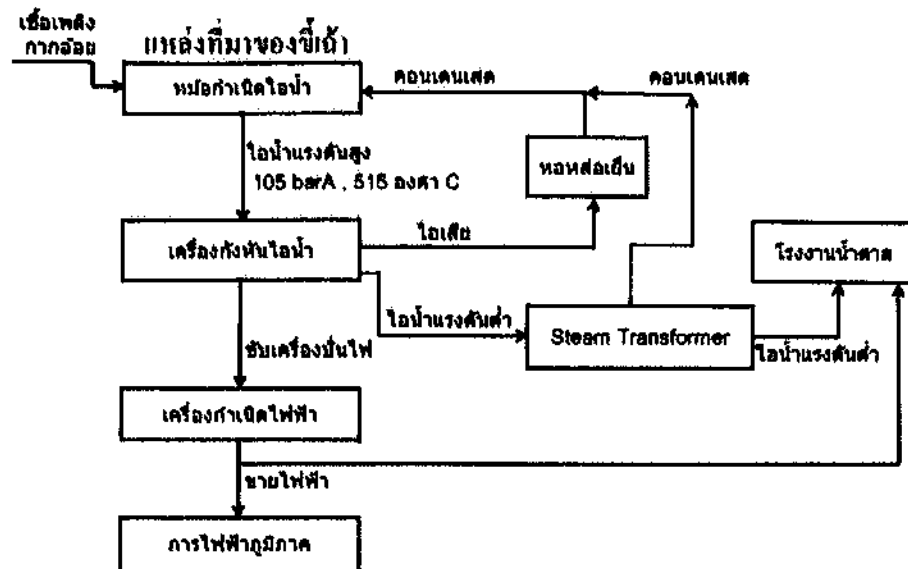 เชื้อเพลิง
กากอ้อย
แหล่งที่มาของขี้เถ้า
หม้อกำเนิดไอน้ำ
คอนเดนเสด
คอนเดนเสด
ไอน้ำแรงดันสูง
105 barA , 515 องศา C
หอหล่อเย็น
เครื่องกังหันไอน้ำ
ไอเสีย
โรงงานน้ำตาล
ไอน้ำแรงดันต่ำ
Steam Transformer
ไอน้ำแรงดันต่ำ
ขับเครื่องปั่นไฟ
เครื่องกำเนิดไฟฟ้า
ขายไฟฟ้า
การไฟฟ้าภูมิภาค